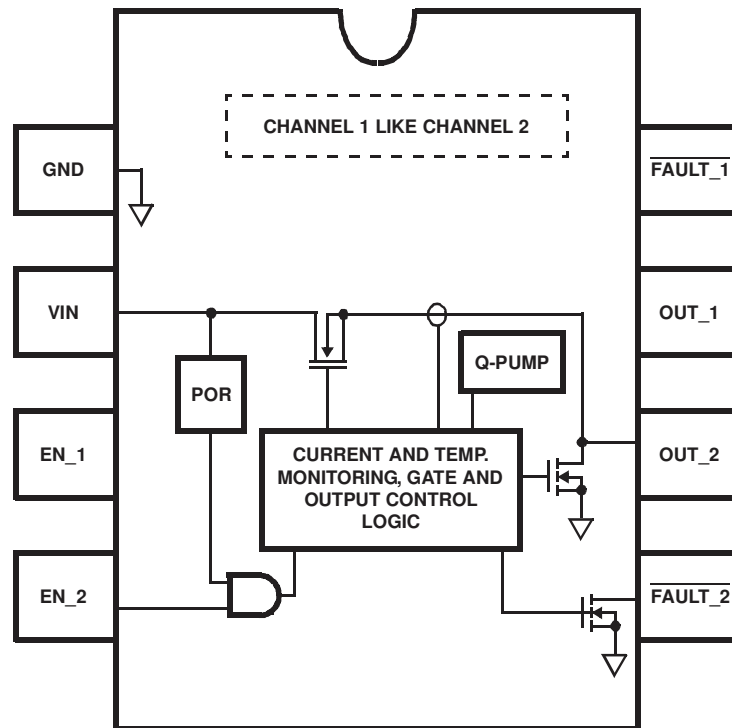 CHANNEL 1 LIKE CHANNEL 2
GND
FAULT_1
VIN
OUT_1
POR
Q-PUMP
EN_1
CURRENT AND TEMP.
MONITORING, GATE AND
OUTPUT CONTROL
LOGIC
OUT_2
EN_2
FAULT_2